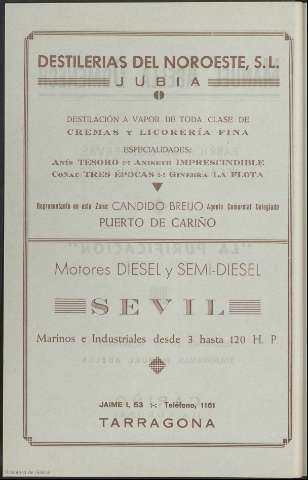 DESTILERIAS DEL NOROESTE, S.L.
JUBIA
DESTILACIÓN A VAPOR DE TODA CLASE DE
CREMAS Y LICORERÍA FINA
ESPECIALIDADES:
Anís TESORO :-: Anisete IMPRESCINDIBLE
Coñac TRES ÉPOCAS :-: Ginebra LA FLOTA
Representante en esta Zona: CANDIDO BREIJO Agente Comercial Colegiado
PUERTO DE CARIÑO
Motores DIESEL y SEMI-DIESEL
SEVIL
Marinos e Industriales desde 3 hasta 120 H. P
JAIME I, 53 :-: Teléfono, 1161
TARRAGONA